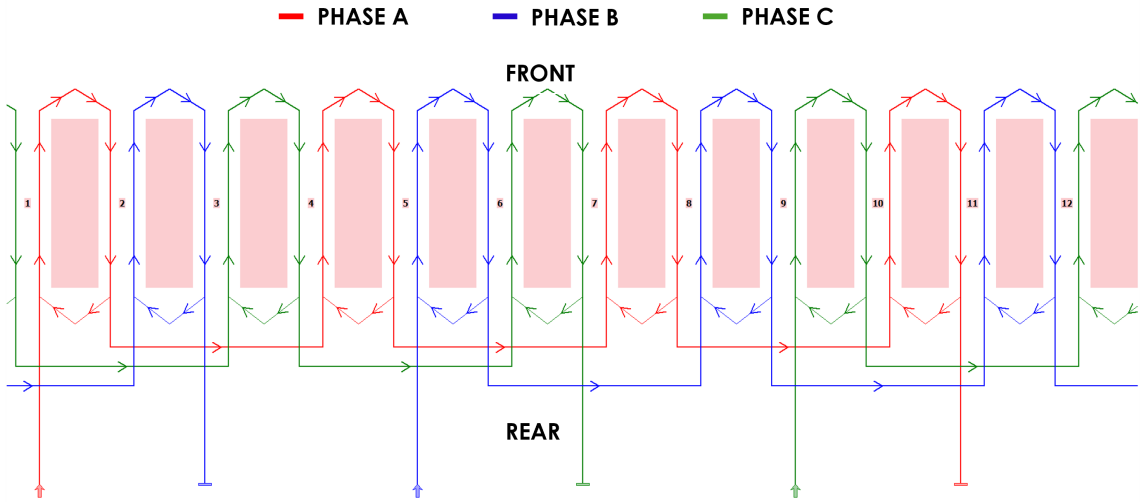 PHASE A PHASE B PHASE C
FRONT
1 2 3 4 5 6 7 8 9 10 11 12
REAR